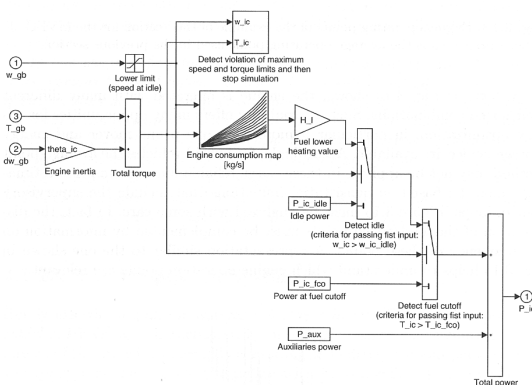 w_ic
T_ic
Detect violation of maximum
speed and torque limits and then
stop simulation
1
w_gb
Lower limit
(speed at idle)
3
T_gb
2
dw_gb
theta_ic
Engine inertia
+
+
Total torque
Engine consumption map
[kg/s]
H_l
Fuel lower
heating value
P_ic_idle
Idle power
Detect idle
(criteria for passing fist input:
w_ic > w_ic_idle)
P_ic_fco
Power at fuel cutoff
Detect fuel cutoff
(criteria for passing fist input:
T_ic > T_ic_fco)
P_aux
Auxiliaries power
+
+
Total power
1